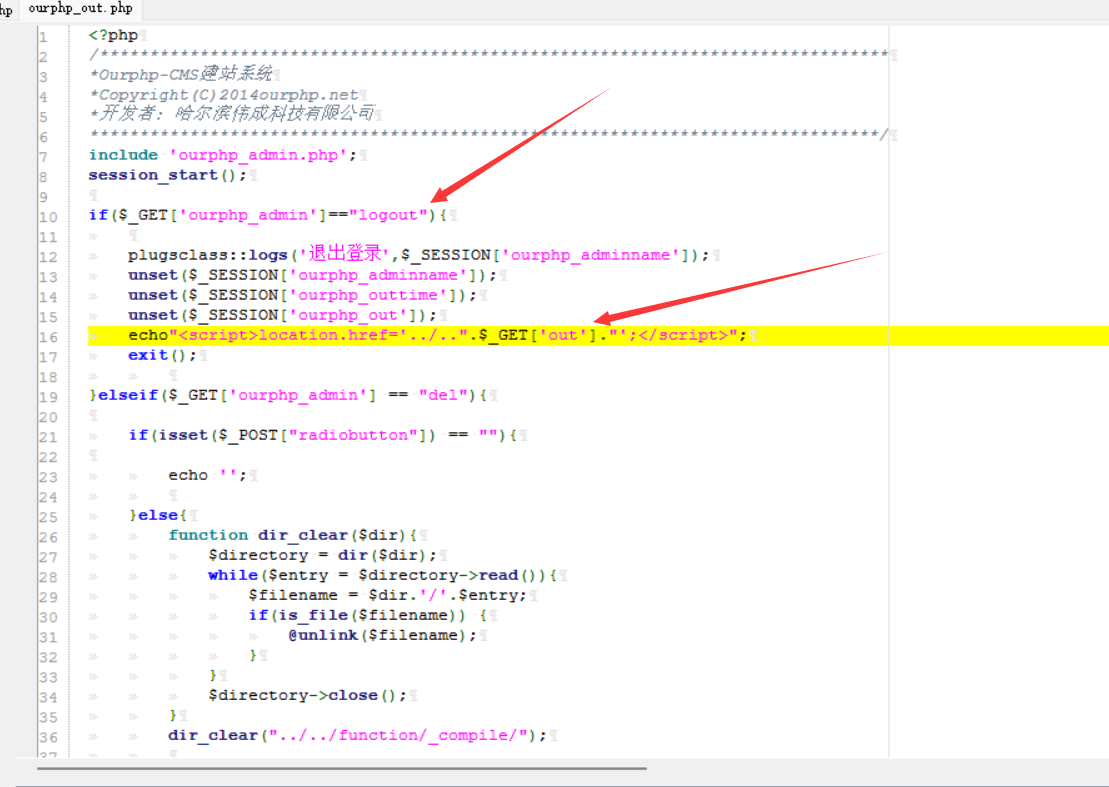 hp ourphp_out.php
1 <?php
2 /*******************************************************************************
3 *Ourphp-CMS建站系统
4 *Copyright(C)2014ourphp.net
5 *开发者：哈尔滨伟成科技有限公司
6 *******************************************************************************/
7 include 'ourphp_admin.php';
8 session_start();
9
10 if($_GET['ourphp_admin']=="logout"){
11
12 plugsclass::logs('退出登录',$_SESSION['ourphp_adminname']);
13 unset($_SESSION['ourphp_adminname']);
14 unset($_SESSION['ourphp_outtime']);
15 unset($_SESSION['ourphp_out']);
16 echo"<script>location.href='../..".$_GET['out']."';</script>";
17 exit();
18
19 }elseif($_GET['ourphp_admin'] == "del"){
20
21 if(isset($_POST["radiobutton"]) == ""){
22
23 echo '';
24
25 }else{
26 function dir_clear($dir){
27 $directory = dir($dir);
28 while($entry = $directory->read()){
29 $filename = $dir.'/'.$entry;
30 if(is_file($filename)) {
31 @unlink($filename);
32 }
33 }
34 $directory->close();
35 }
36 dir_clear("../../function/_compile/");
37